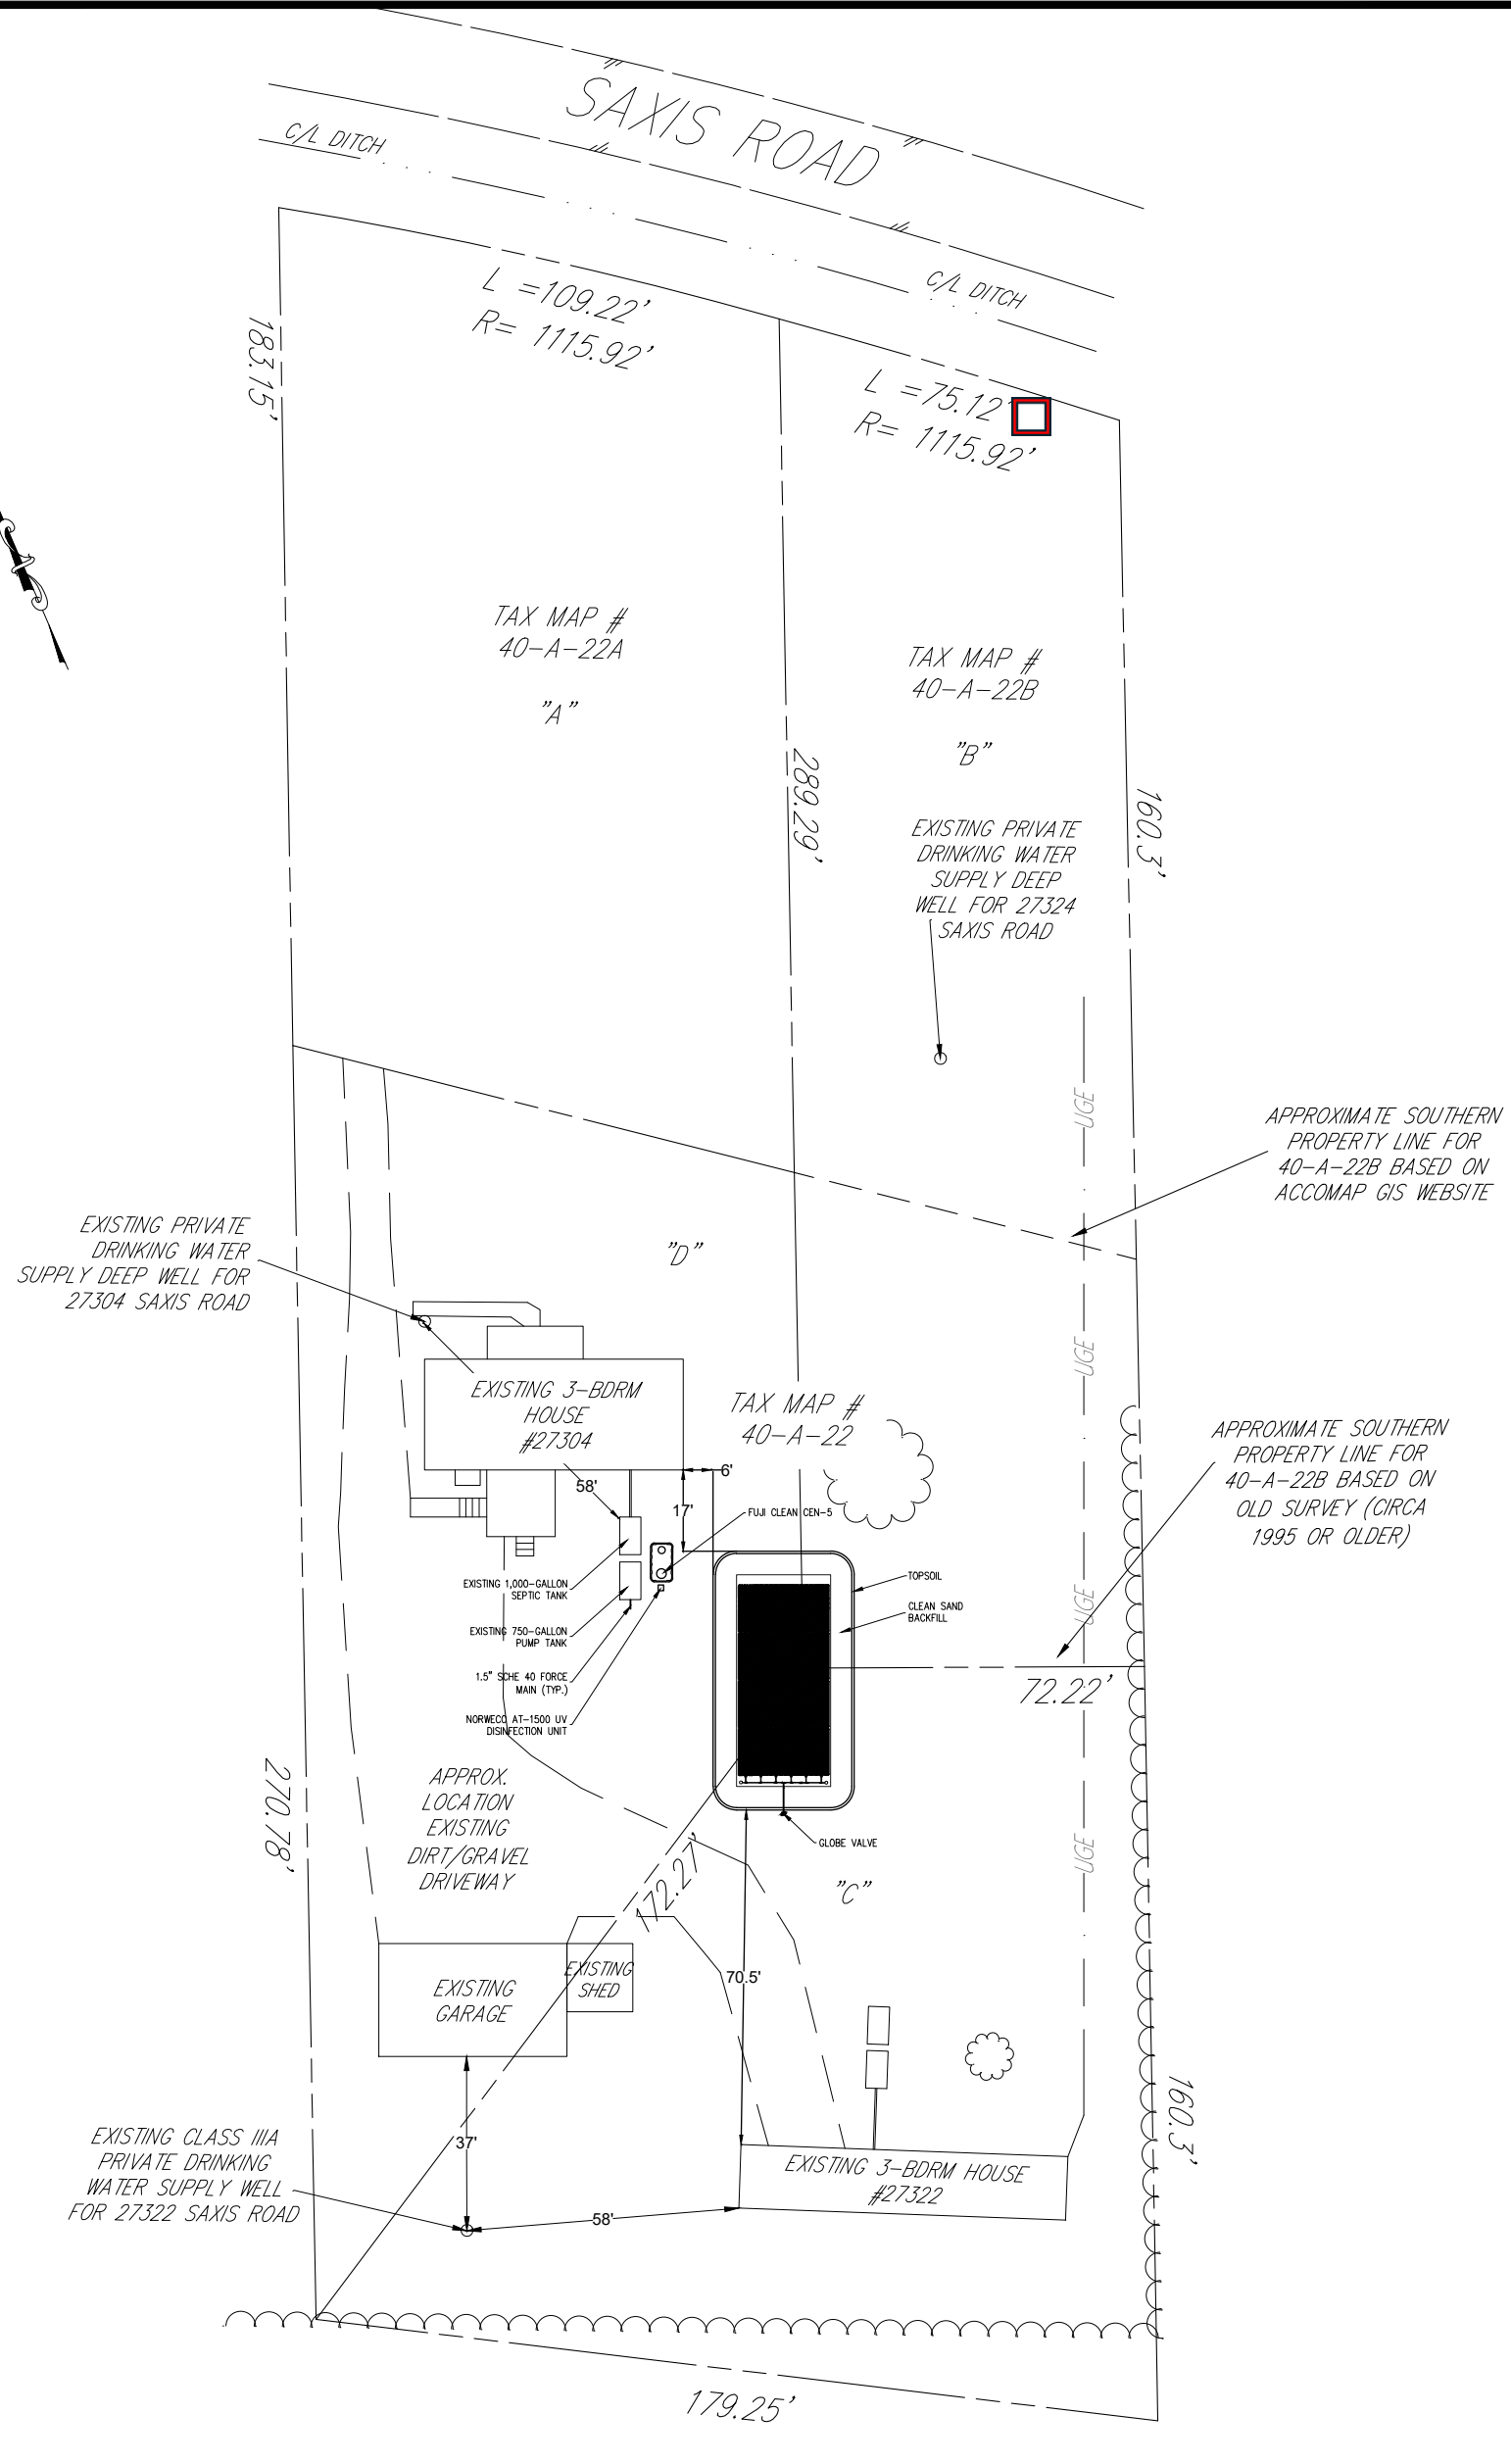 SAXIS ROAD
C/L DITCH
C/L DITCH
L =109.22'
R= 1115.92'
183.15'
L =75.12'
R= 1115.92'
TAX MAP #
40-A-22A
"A"
TAX MAP #
40-A-22B
"B"
289.29'
160.3'
EXISTING PRIVATE
DRINKING WATER
SUPPLY DEEP
WELL FOR 27324
SAXIS ROAD
UGE
APPROXIMATE SOUTHERN
PROPERTY LINE FOR
40-A-22B BASED ON
ACCOMAP GIS WEBSITE
EXISTING PRIVATE
DRINKING WATER
SUPPLY DEEP WELL FOR
27304 SAXIS ROAD
"D"
UGE
EXISTING 3-BDRM
HOUSE
#27304
TAX MAP #
40-A-22
APPROXIMATE SOUTHERN
PROPERTY LINE FOR
40-A-22B BASED ON
OLD SURVEY (CIRCA
1995 OR OLDER)
6'
58'
17'
FUJI CLEAN CEN-5
EXISTING 1,000-GALLON
SEPTIC TANK
TOPSOIL
CLEAN SAND
BACKFILL
UGE
EXISTING 750-GALLON
PUMP TANK
1.5" SCHE 40 FORCE
MAIN (TYP.)
NORWECO AT-1500 UV
DISINFECTION UNIT
72.22'
270.78'
APPROX.
LOCATION
EXISTING
DIRT/GRAVEL
DRIVEWAY
172.27'
GLOBE VALVE
UGE
"C"
70.5'
EXISTING
GARAGE
EXISTING
SHED
160.3'
37'
EXISTING CLASS IIIA
PRIVATE DRINKING
WATER SUPPLY WELL
FOR 27322 SAXIS ROAD
EXISTING 3-BDRM HOUSE
#27322
58'
179.25'